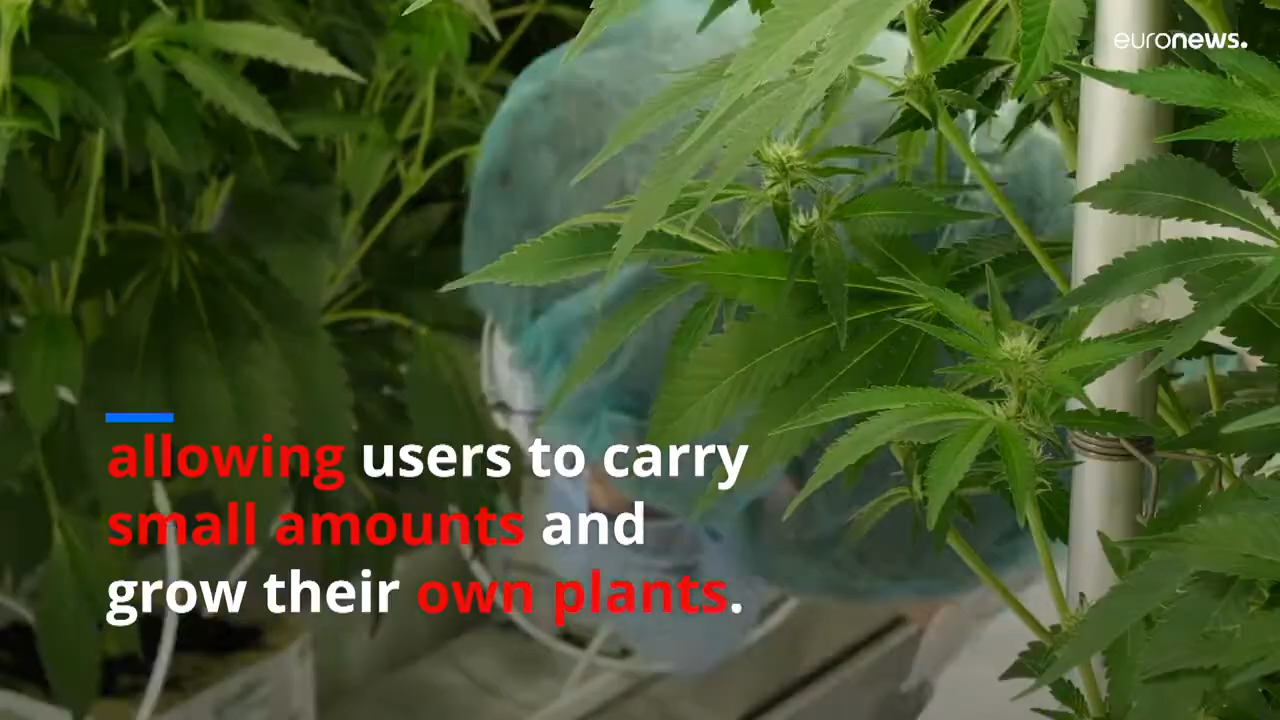 euronews.
allowing users to carry
small amounts and
grow their own plants.